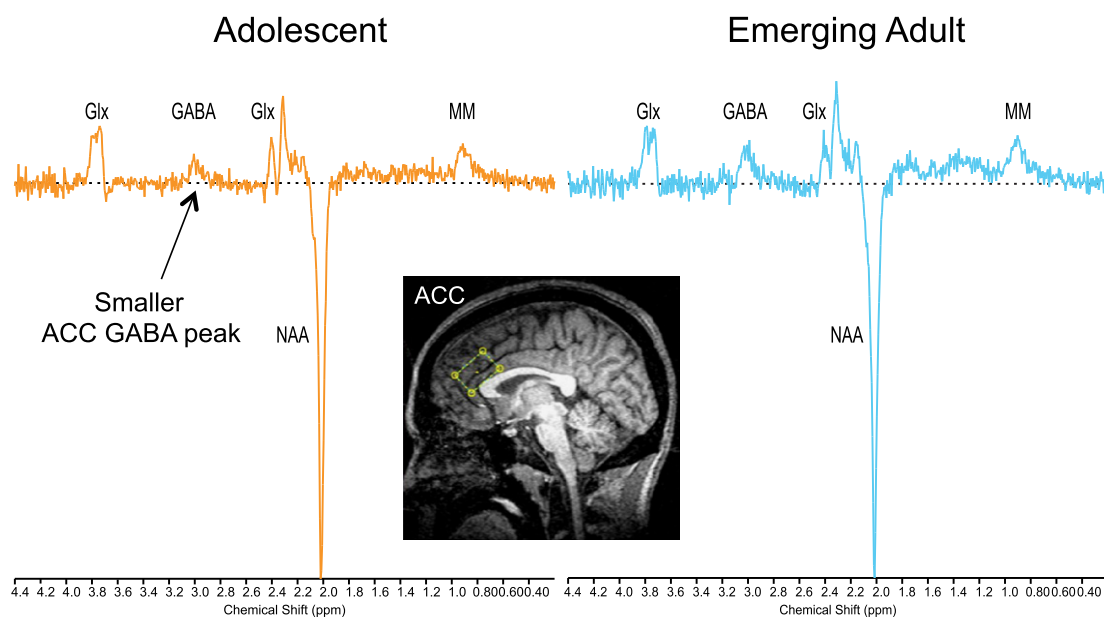 Adolescent
Emerging Adult
Glx
GABA
Glx
MM
Glx
GABA
Glx
MM
Smaller
ACC GABA peak
NAA
ACC
NAA
4.4 4.2 4.0 3.8 3.6 3.4 3.2 3.0 2.8 2.6 2.4 2.2 2.0 1.8 1.6 1.4 1.2 1.0 0.800.600.40
Chemical Shift (ppm)
4.4 4.2 4.0 3.8 3.6 3.4 3.2 3.0 2.8 2.6 2.4 2.2 2.0 1.8 1.6 1.4 1.2 1.0 0.800.600.40
Chemical Shift (ppm)